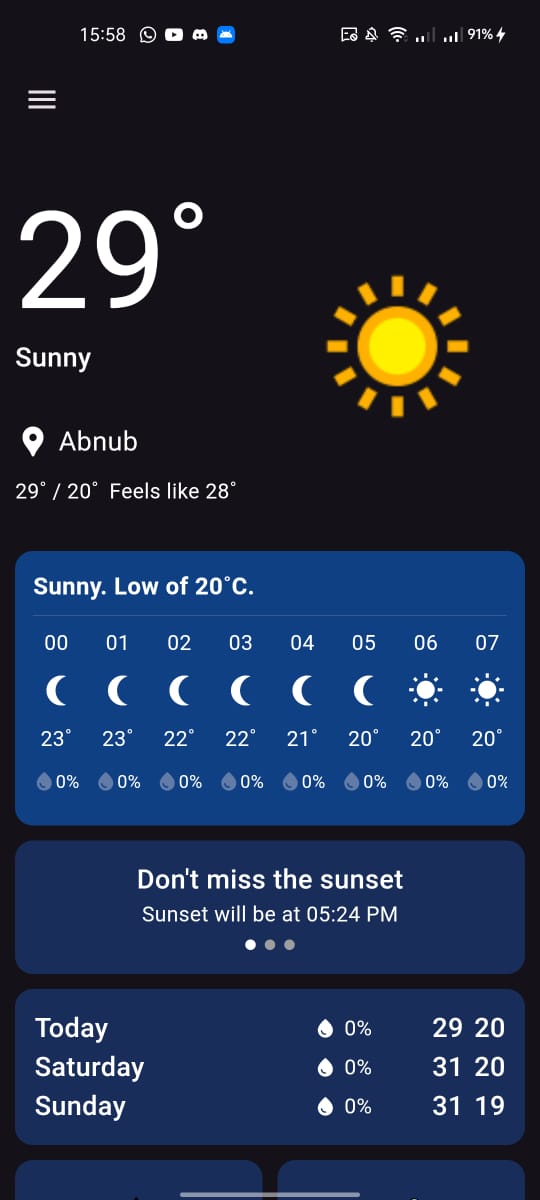 15:58 91%
29°
Sunny
Abnub
29° / 20° Feels like 28°
Sunny. Low of 20°C.
00 01 02 03 04 05 06 07
23° 23° 22° 22° 21° 20° 20° 20°
0% 0% 0% 0% 0% 0% 0% 0%
Don't miss the sunset
Sunset will be at 05:24 PM
Today 0% 29 20
Saturday 0% 31 20
Sunday 0% 31 19